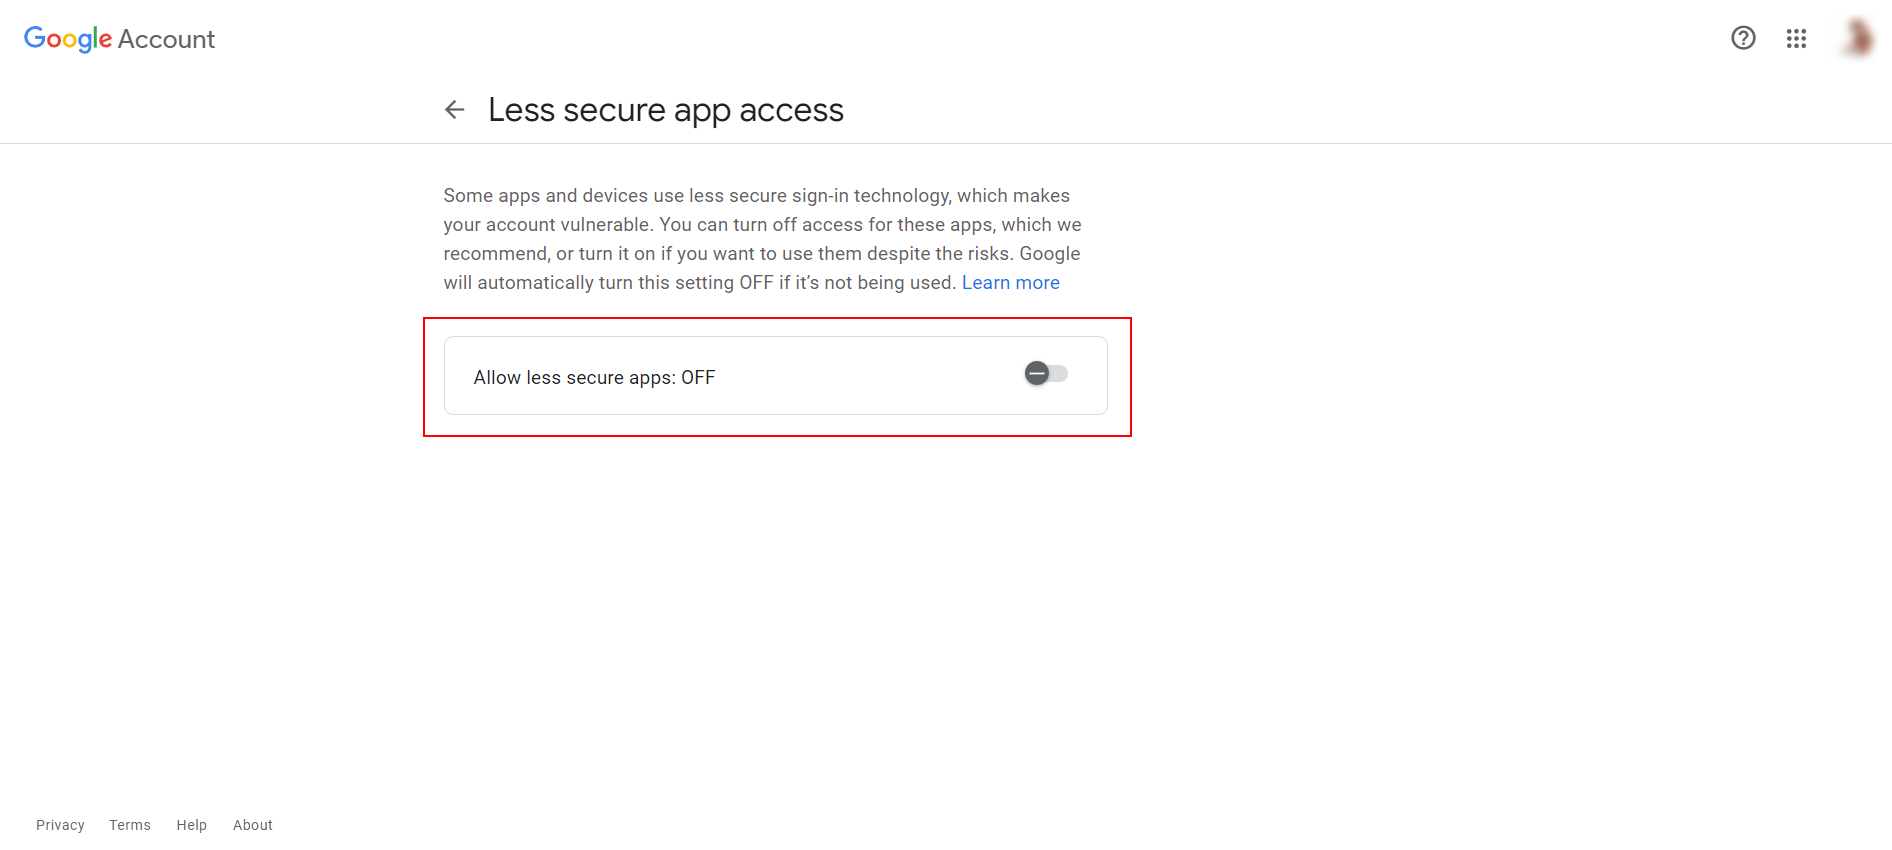 Google Account
Less secure app access
Some apps and devices use less secure sign-in technology, which makes
your account vulnerable. You can turn off access for these apps, which we
recommend, or turn it on if you want to use them despite the risks. Google
will automatically turn this setting OFF if it’s not being used. Learn more
Allow less secure apps: OFF
Privacy Terms Help About